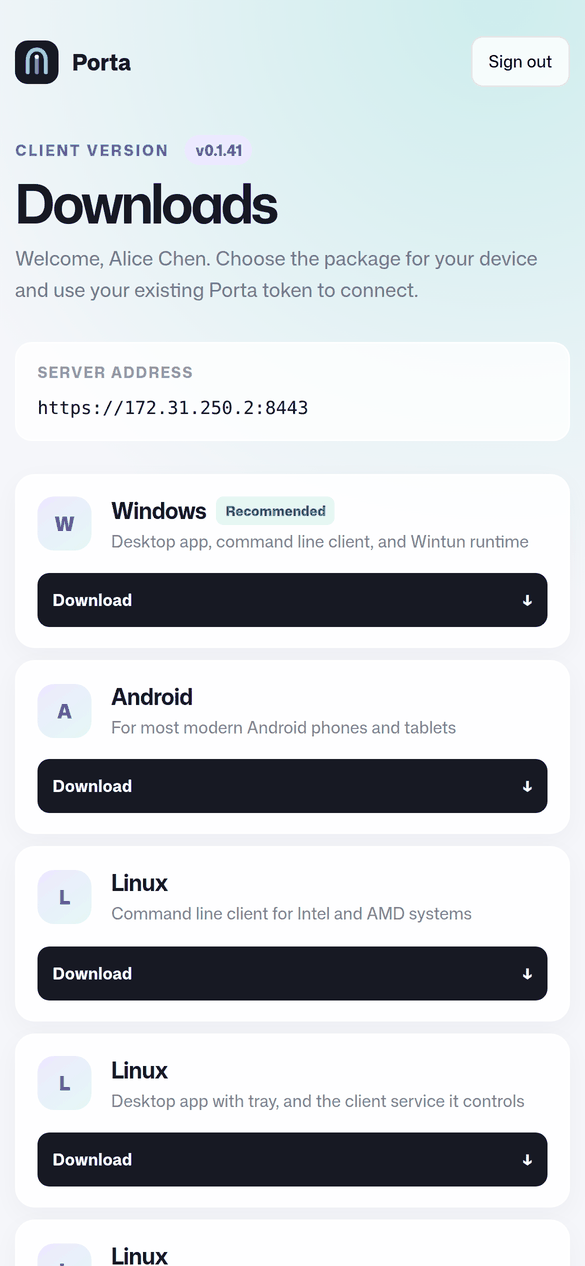 Porta
Sign out
CLIENT VERSION v0.1.41
Downloads
Welcome, Alice Chen. Choose the package for your device
and use your existing Porta token to connect.
SERVER ADDRESS
https://172.31.250.2:8443
W
Windows Recommended
Desktop app, command line client, and Wintun runtime
Download ↓
A
Android
For most modern Android phones and tablets
Download ↓
L
Linux
Command line client for Intel and AMD systems
Download ↓
L
Linux
Desktop app with tray, and the client service it controls
Download ↓
Linux